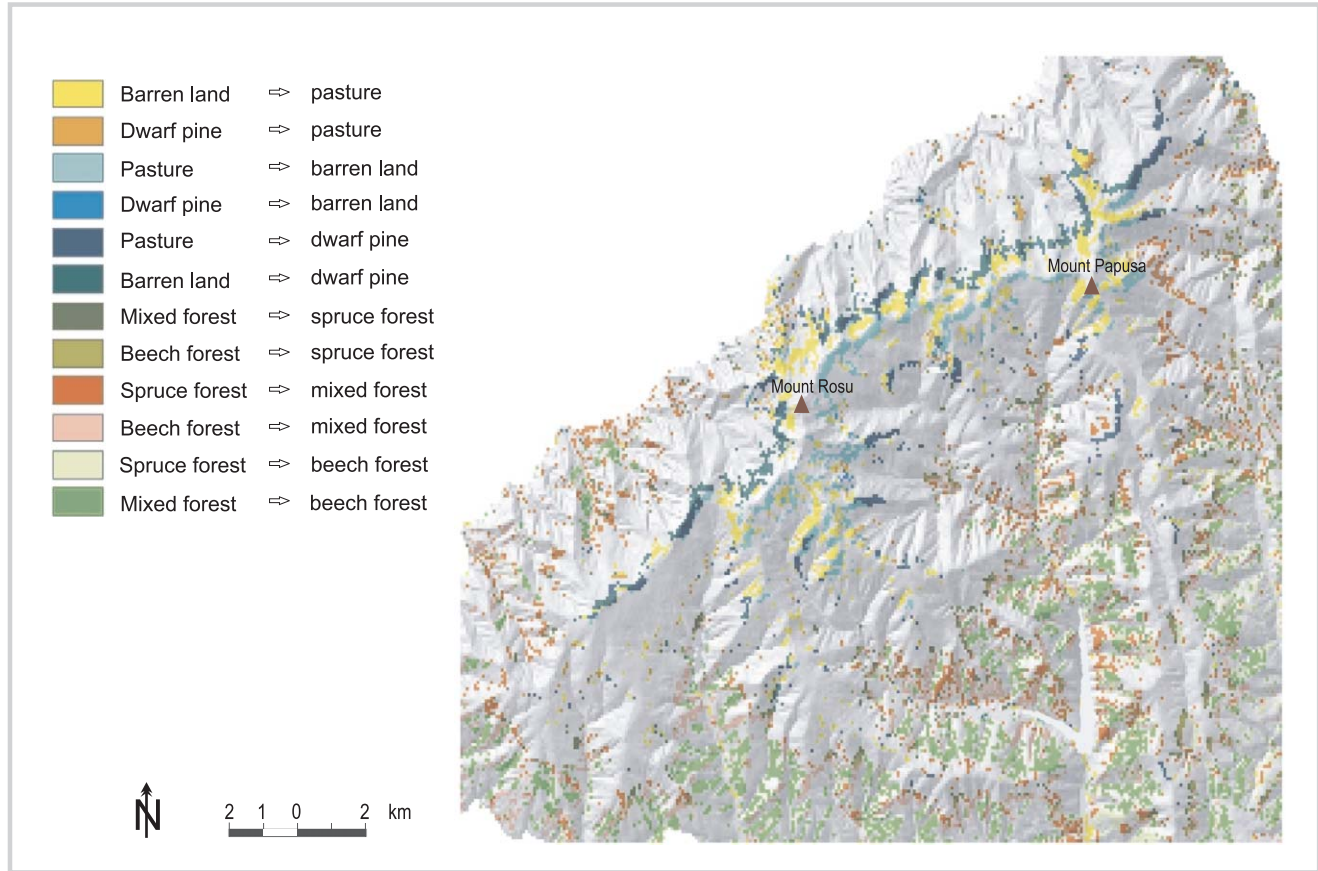 Barren land ⇨ pasture
Dwarf pine ⇨ pasture
Pasture ⇨ barren land
Dwarf pine ⇨ barren land
Pasture ⇨ dwarf pine
Barren land ⇨ dwarf pine
Mixed forest ⇨ spruce forest
Beech forest ⇨ spruce forest
Spruce forest ⇨ mixed forest
Beech forest ⇨ mixed forest
Spruce forest ⇨ beech forest
Mixed forest ⇨ beech forest
Mount Papusa
Mount Rosu
N
2 1 0 2 km